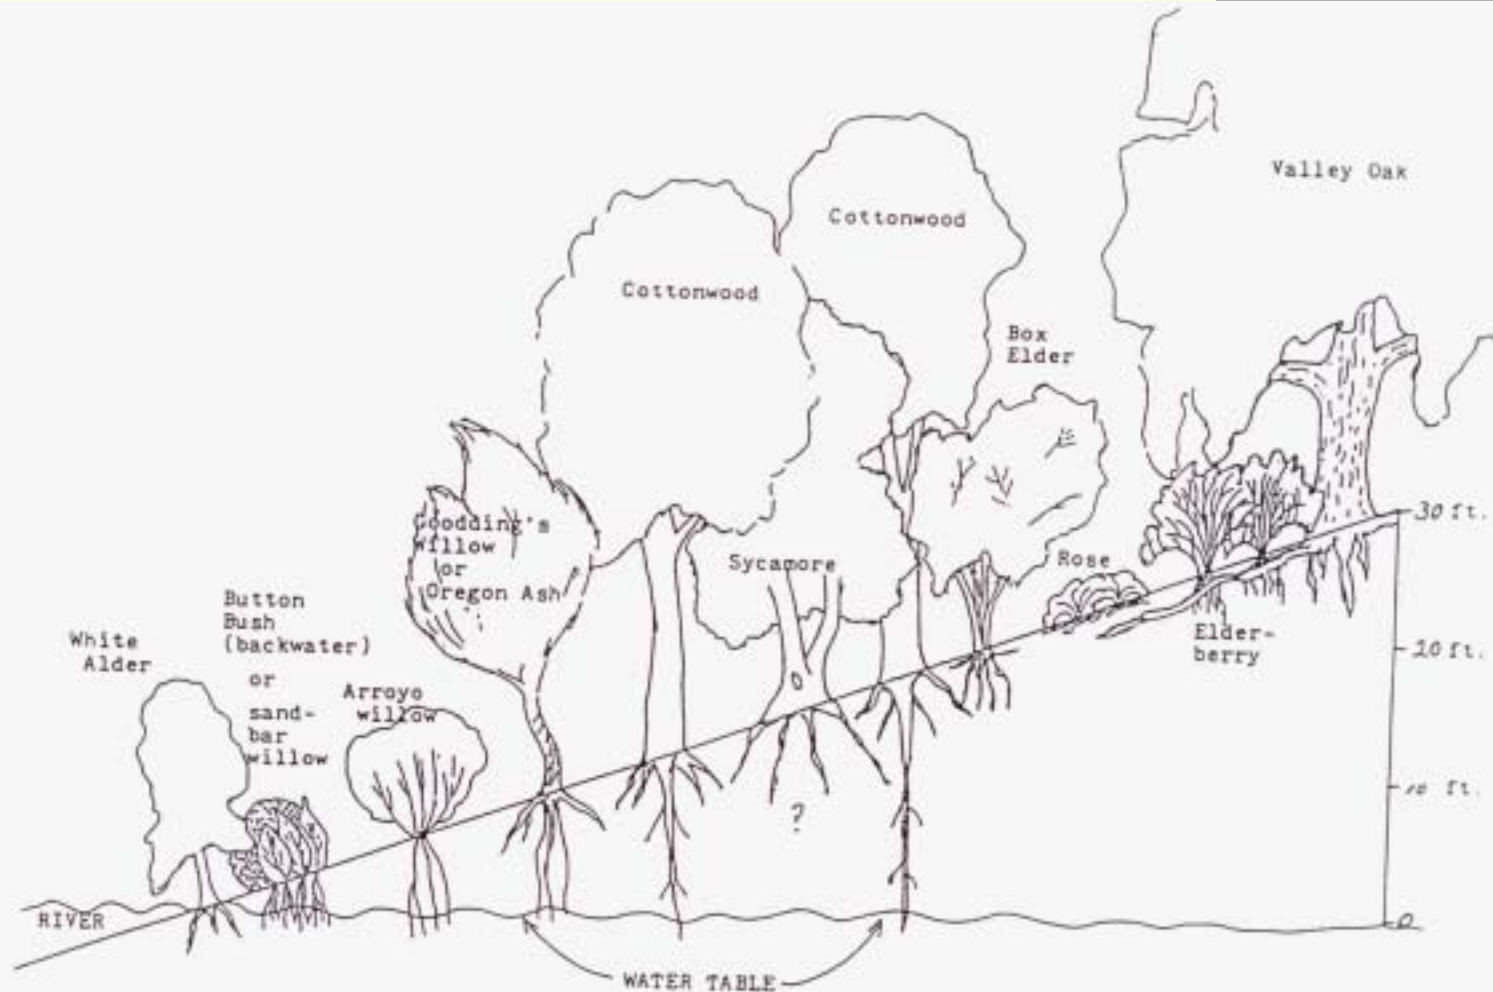 Valley Oak
Cottonwood
Cottonwood
Box
Elder
Goodding's
Willow
or
Oregon Ash
Sycamore
Rose
30 ft.
Button
Bush
(backwater)
or
sand-
bar
willow
White
Alder
Arroyo
willow
Elder-
berry
20 ft.
10 ft.
?
RIVER
0
WATER TABLE